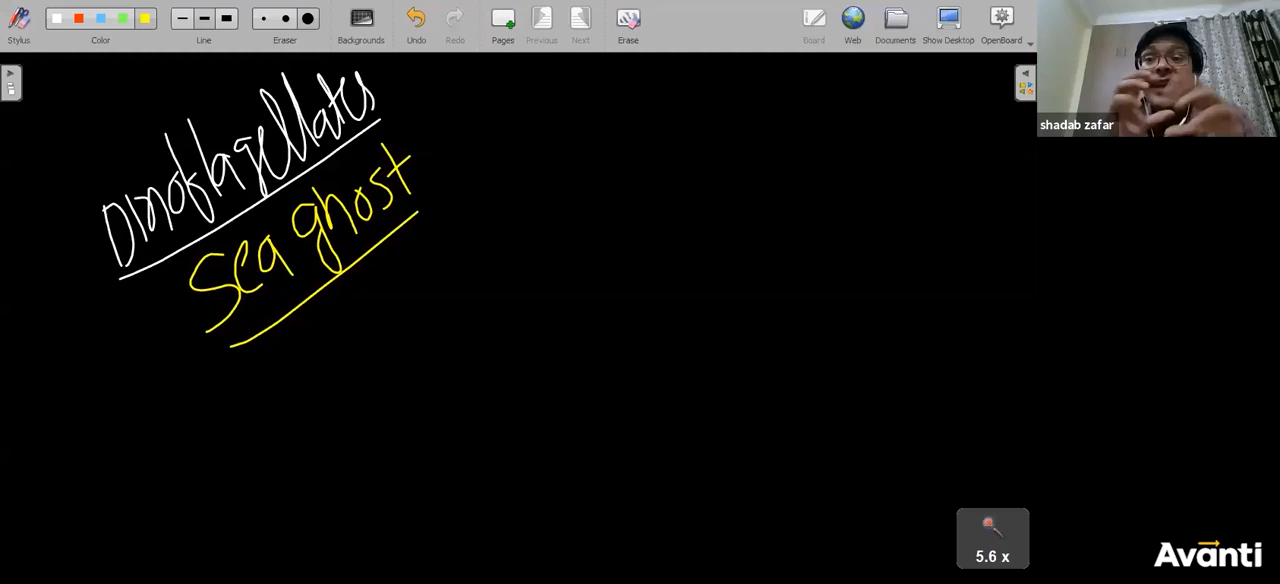 Stylus
Color
Line
Eraser
Backgrounds
Undo
Redo
Pages
Previous
Next
Erase
Board
Web
Documents
Show Desktop
OpenBoard
shadab zafar
Dinoflagellates
Sea ghost
5.6 x
Avanti